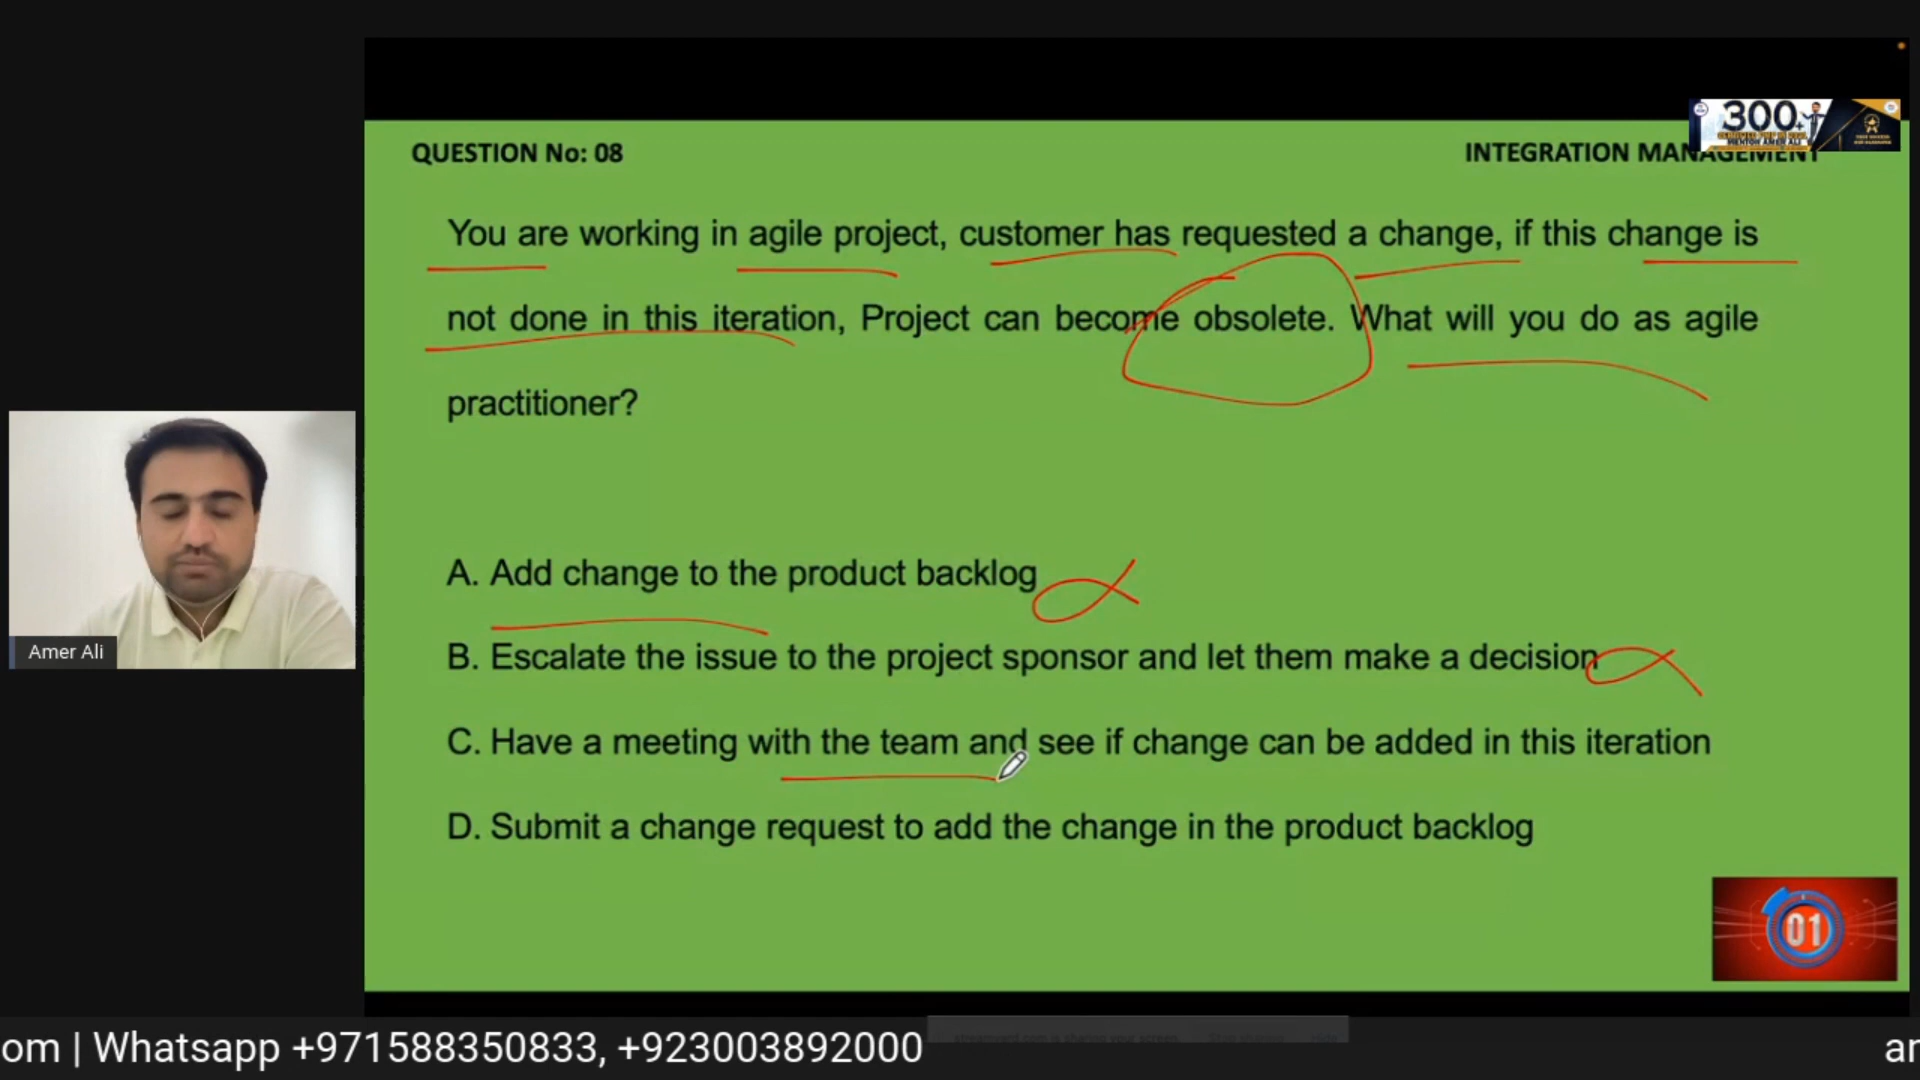 300+
MENTOR AMER ALI
QUESTION No: 08
INTEGRATION MANAGEMENT
You are working in agile project, customer has requested a change, if this change is
not done in this iteration, Project can become obsolete. What will you do as agile
practitioner?
A. Add change to the product backlog
B. Escalate the issue to the project sponsor and let them make a decision
C. Have a meeting with the team and see if change can be added in this iteration
D. Submit a change request to add the change in the product backlog
Amer Ali
01
om | Whatsapp +971588350833, +923003892000
ar